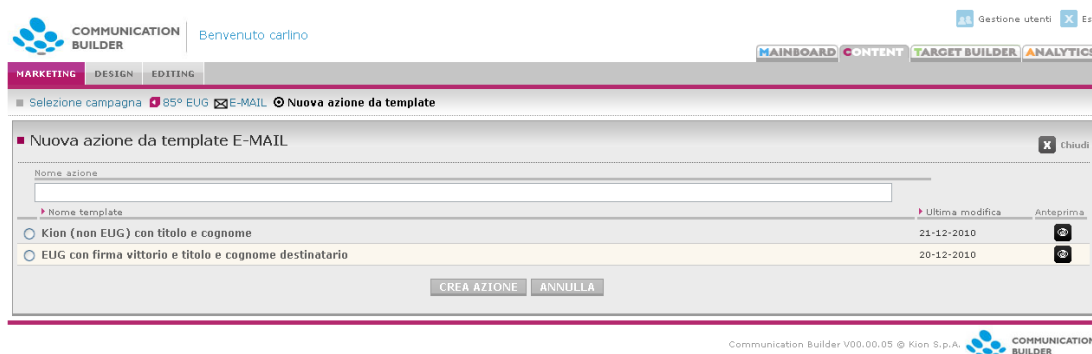 COMMUNICATION
BUILDER
Benvenuto carlino
Gestione utenti X Es
MAINBOARD CONTENT TARGET BUILDER ANALYTICS
MARKETING DESIGN EDITING
Selezione campagna 85° EUG E-MAIL Nuova azione da template
Nuova azione da template E-MAIL
X Chiudi
Nome azione
Nome template Ultima modifica Anteprima
Kion (non EUG) con titolo e cognome 21-12-2010
EUG con firma vittorio e titolo e cognome destinatario 20-12-2010
CREA AZIONE ANNULLA
Communication Builder V00.00.05 @ Kion S.p.A.
COMMUNICATION
BUILDER